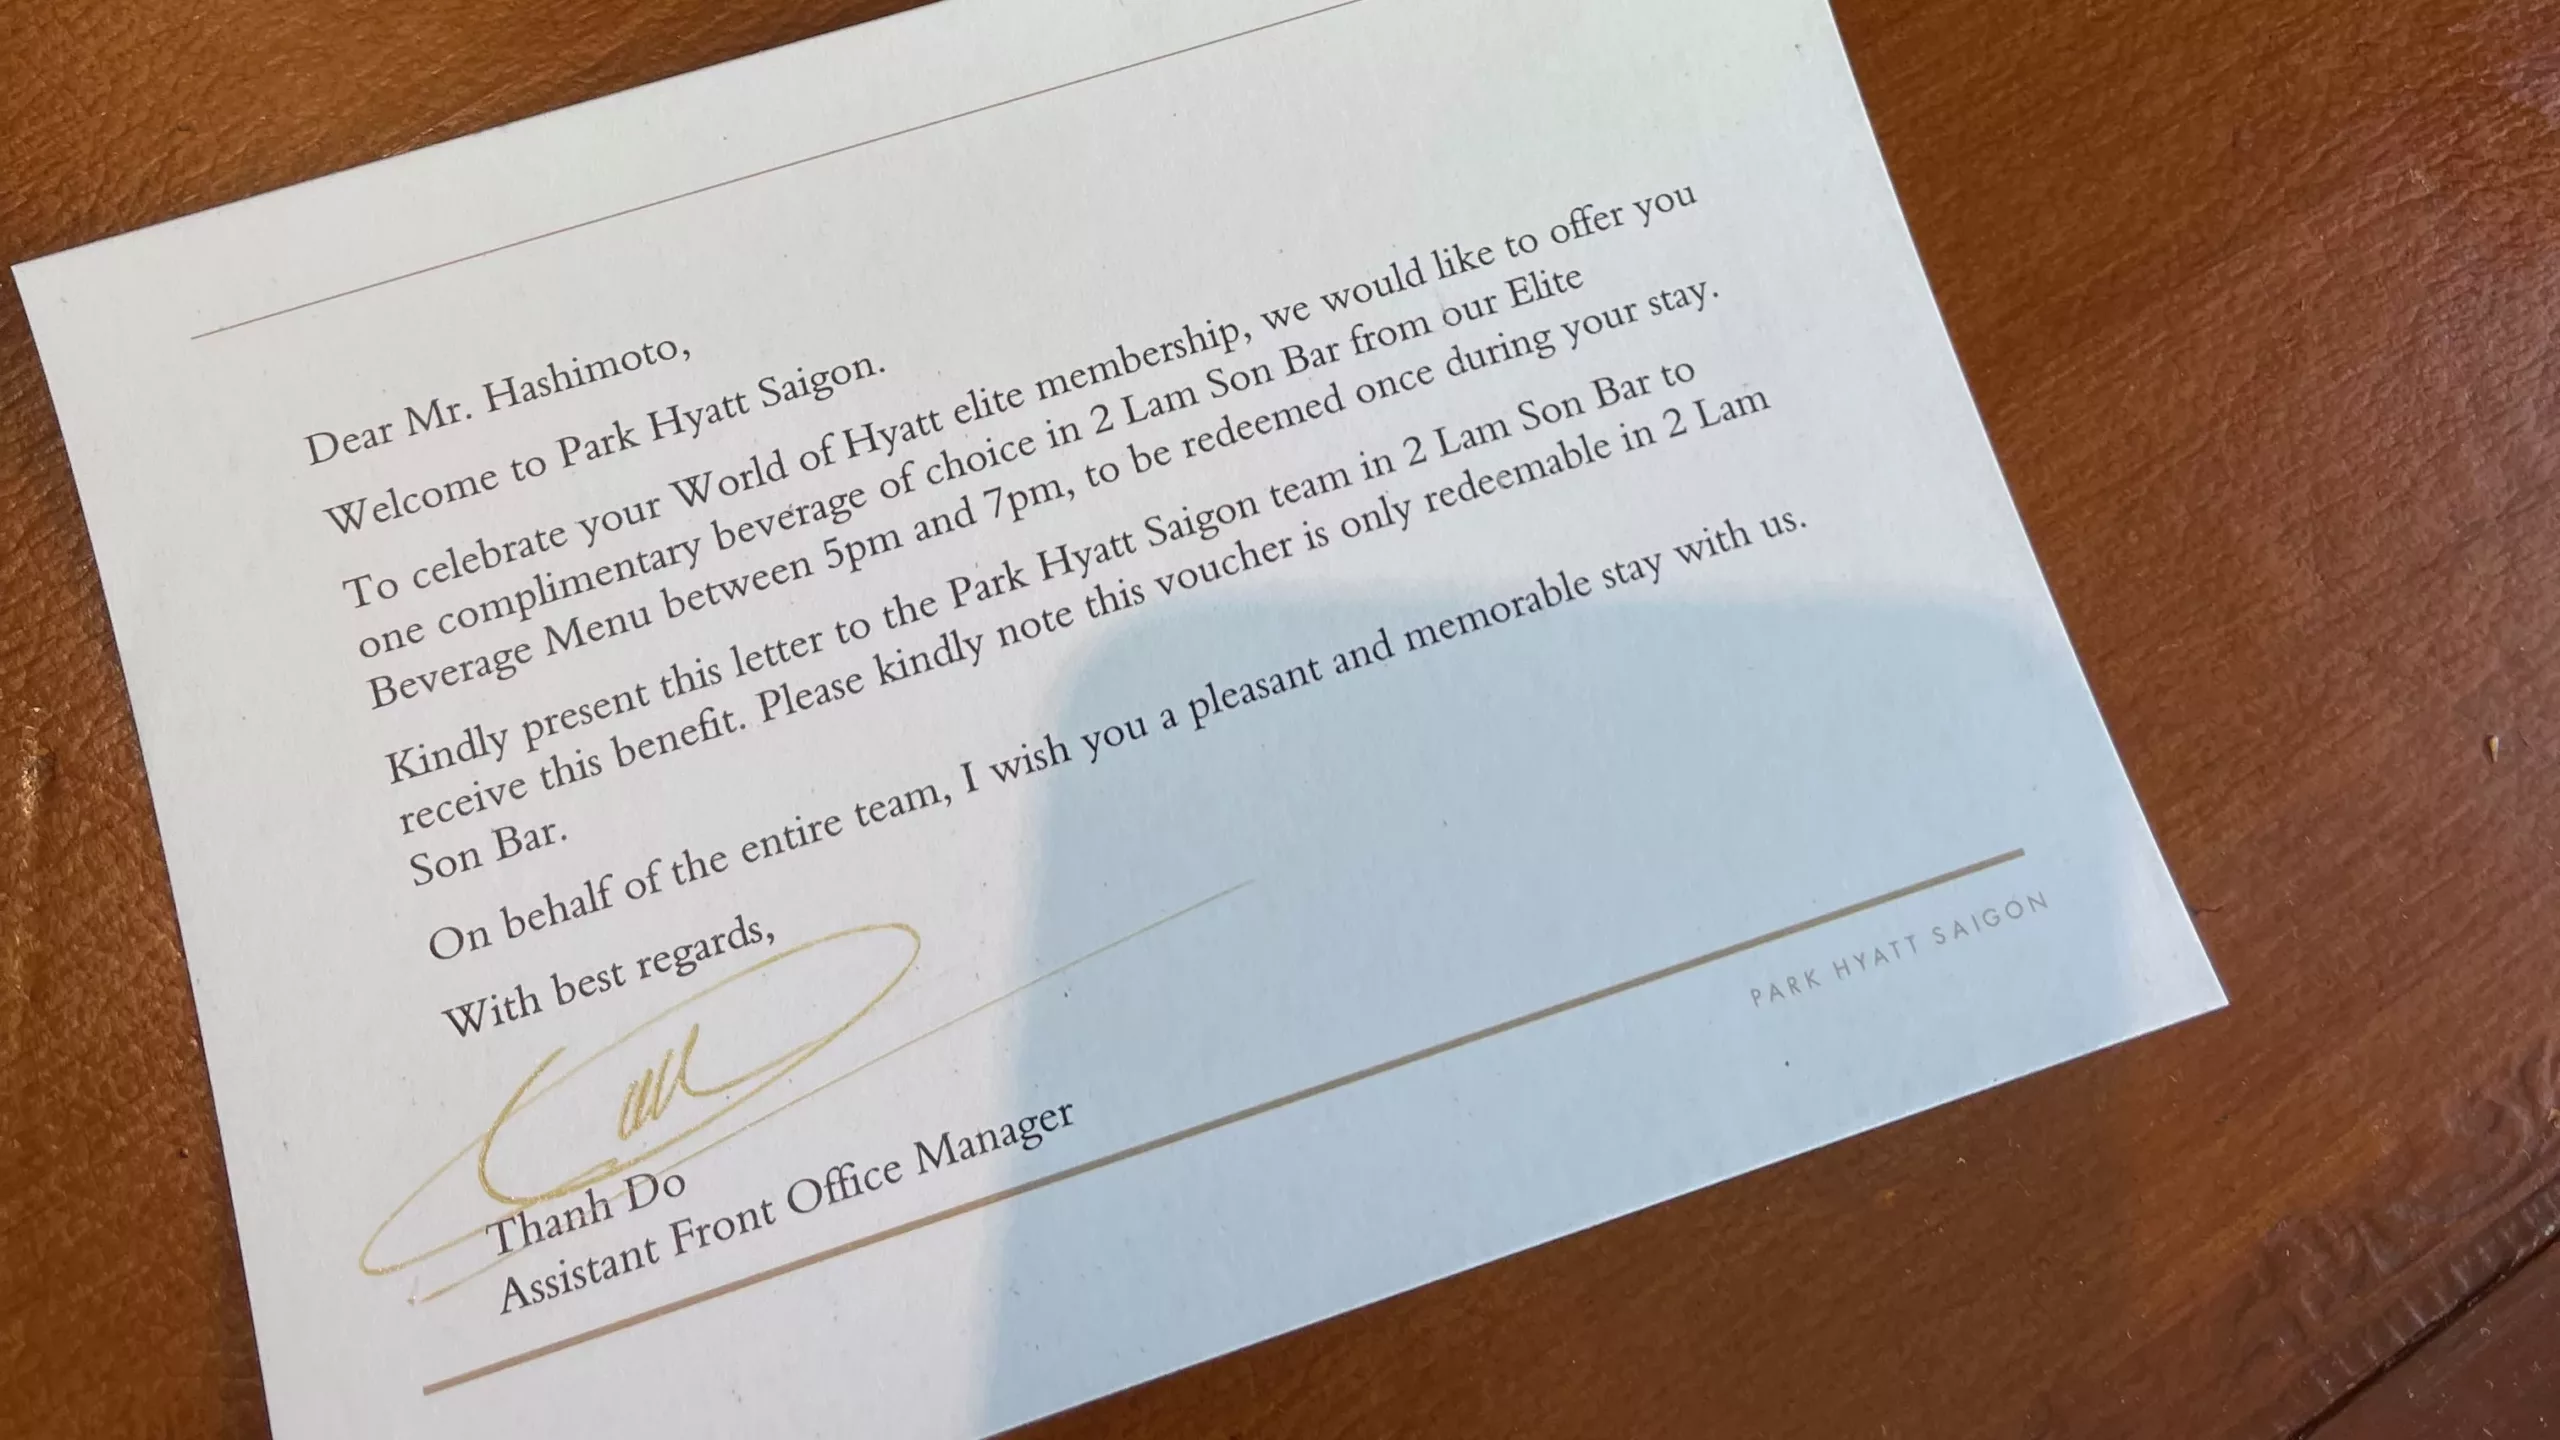 Dear Mr. Hashimoto,
Welcome to Park Hyatt Saigon.
To celebrate your World of Hyatt elite membership, we would like to offer you
one complimentary beverage of choice in 2 Lam Son Bar from our Elite
Beverage Menu between 5pm and 7pm, to be redeemed once during your stay.
Kindly present this letter to the Park Hyatt Saigon team in 2 Lam Son Bar to
receive this benefit. Please kindly note this voucher is only redeemable in 2 Lam
Son Bar.
On behalf of the entire team, I wish you a pleasant and memorable stay with us.
With best regards,
Thanh Do
Assistant Front Office Manager
PARK HYATT SAIGON